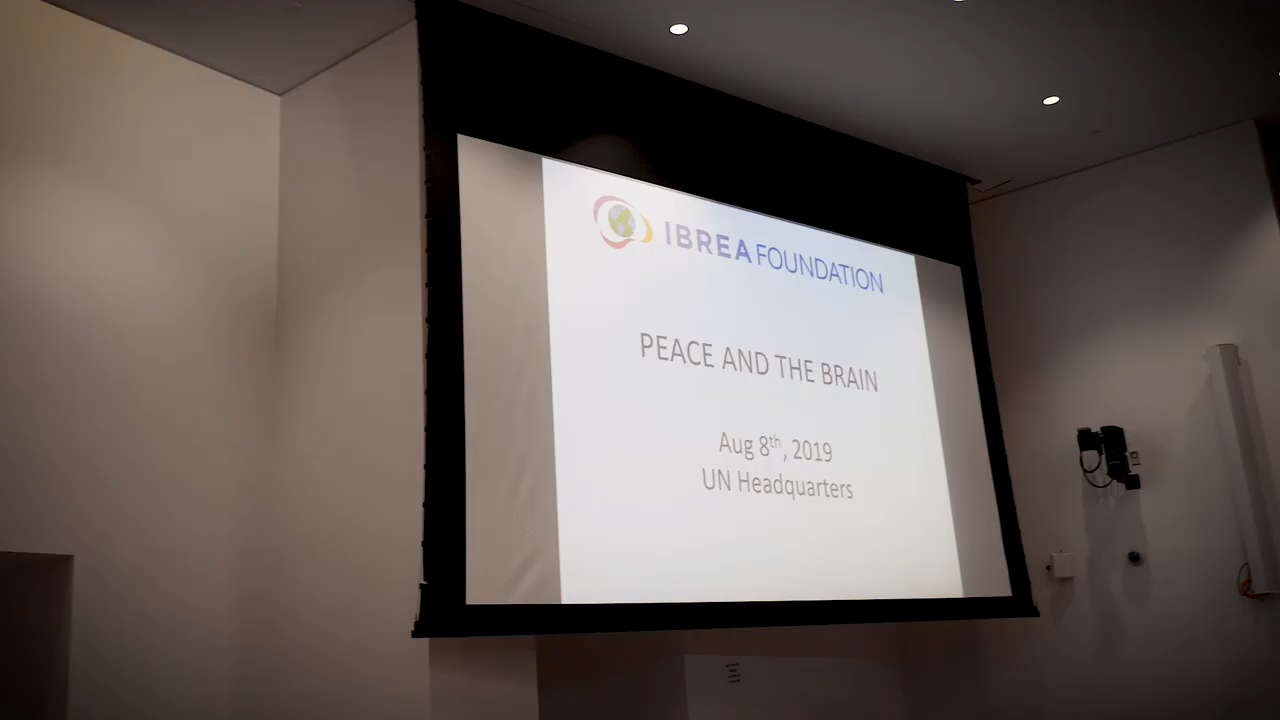 IBREA FOUNDATION
PEACE AND THE BRAIN
Aug 8th, 2019
UN Headquarters